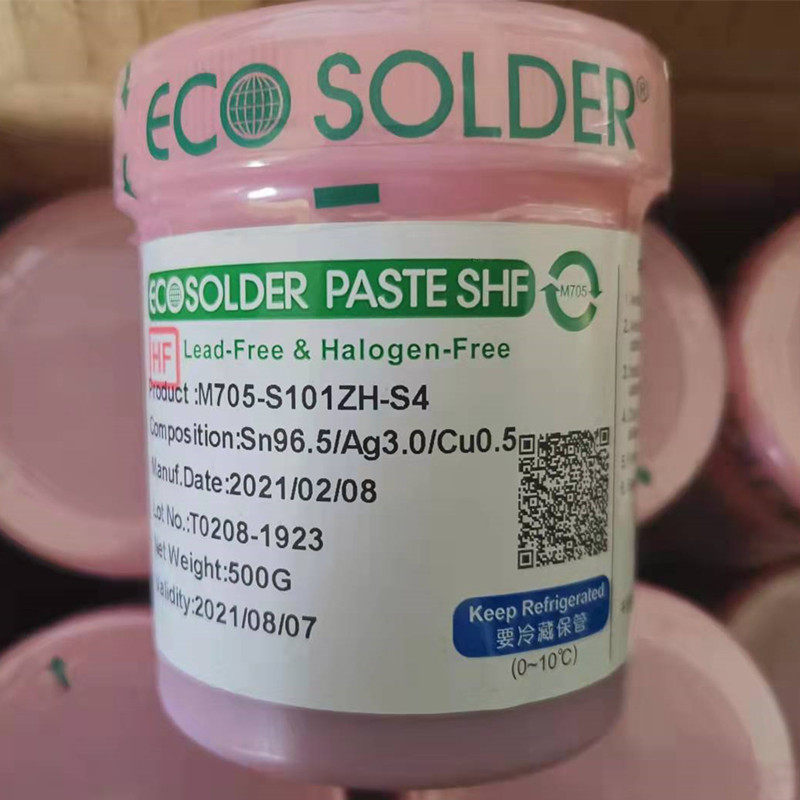 ECO SOLDER®
ECOSOLDER PASTE SHF
M705
HF
Lead-Free & Halogen-Free
Product :M705-S101ZH-S4
Composition:Sn96.5/Ag3.0/Cu0.5
Manuf.Date:2021/02/08
Lot No.:T0208-1923
Net Weight:500G
Validity:2021/08/07
Keep Refrigerated
要冷藏保管
(0~10℃)